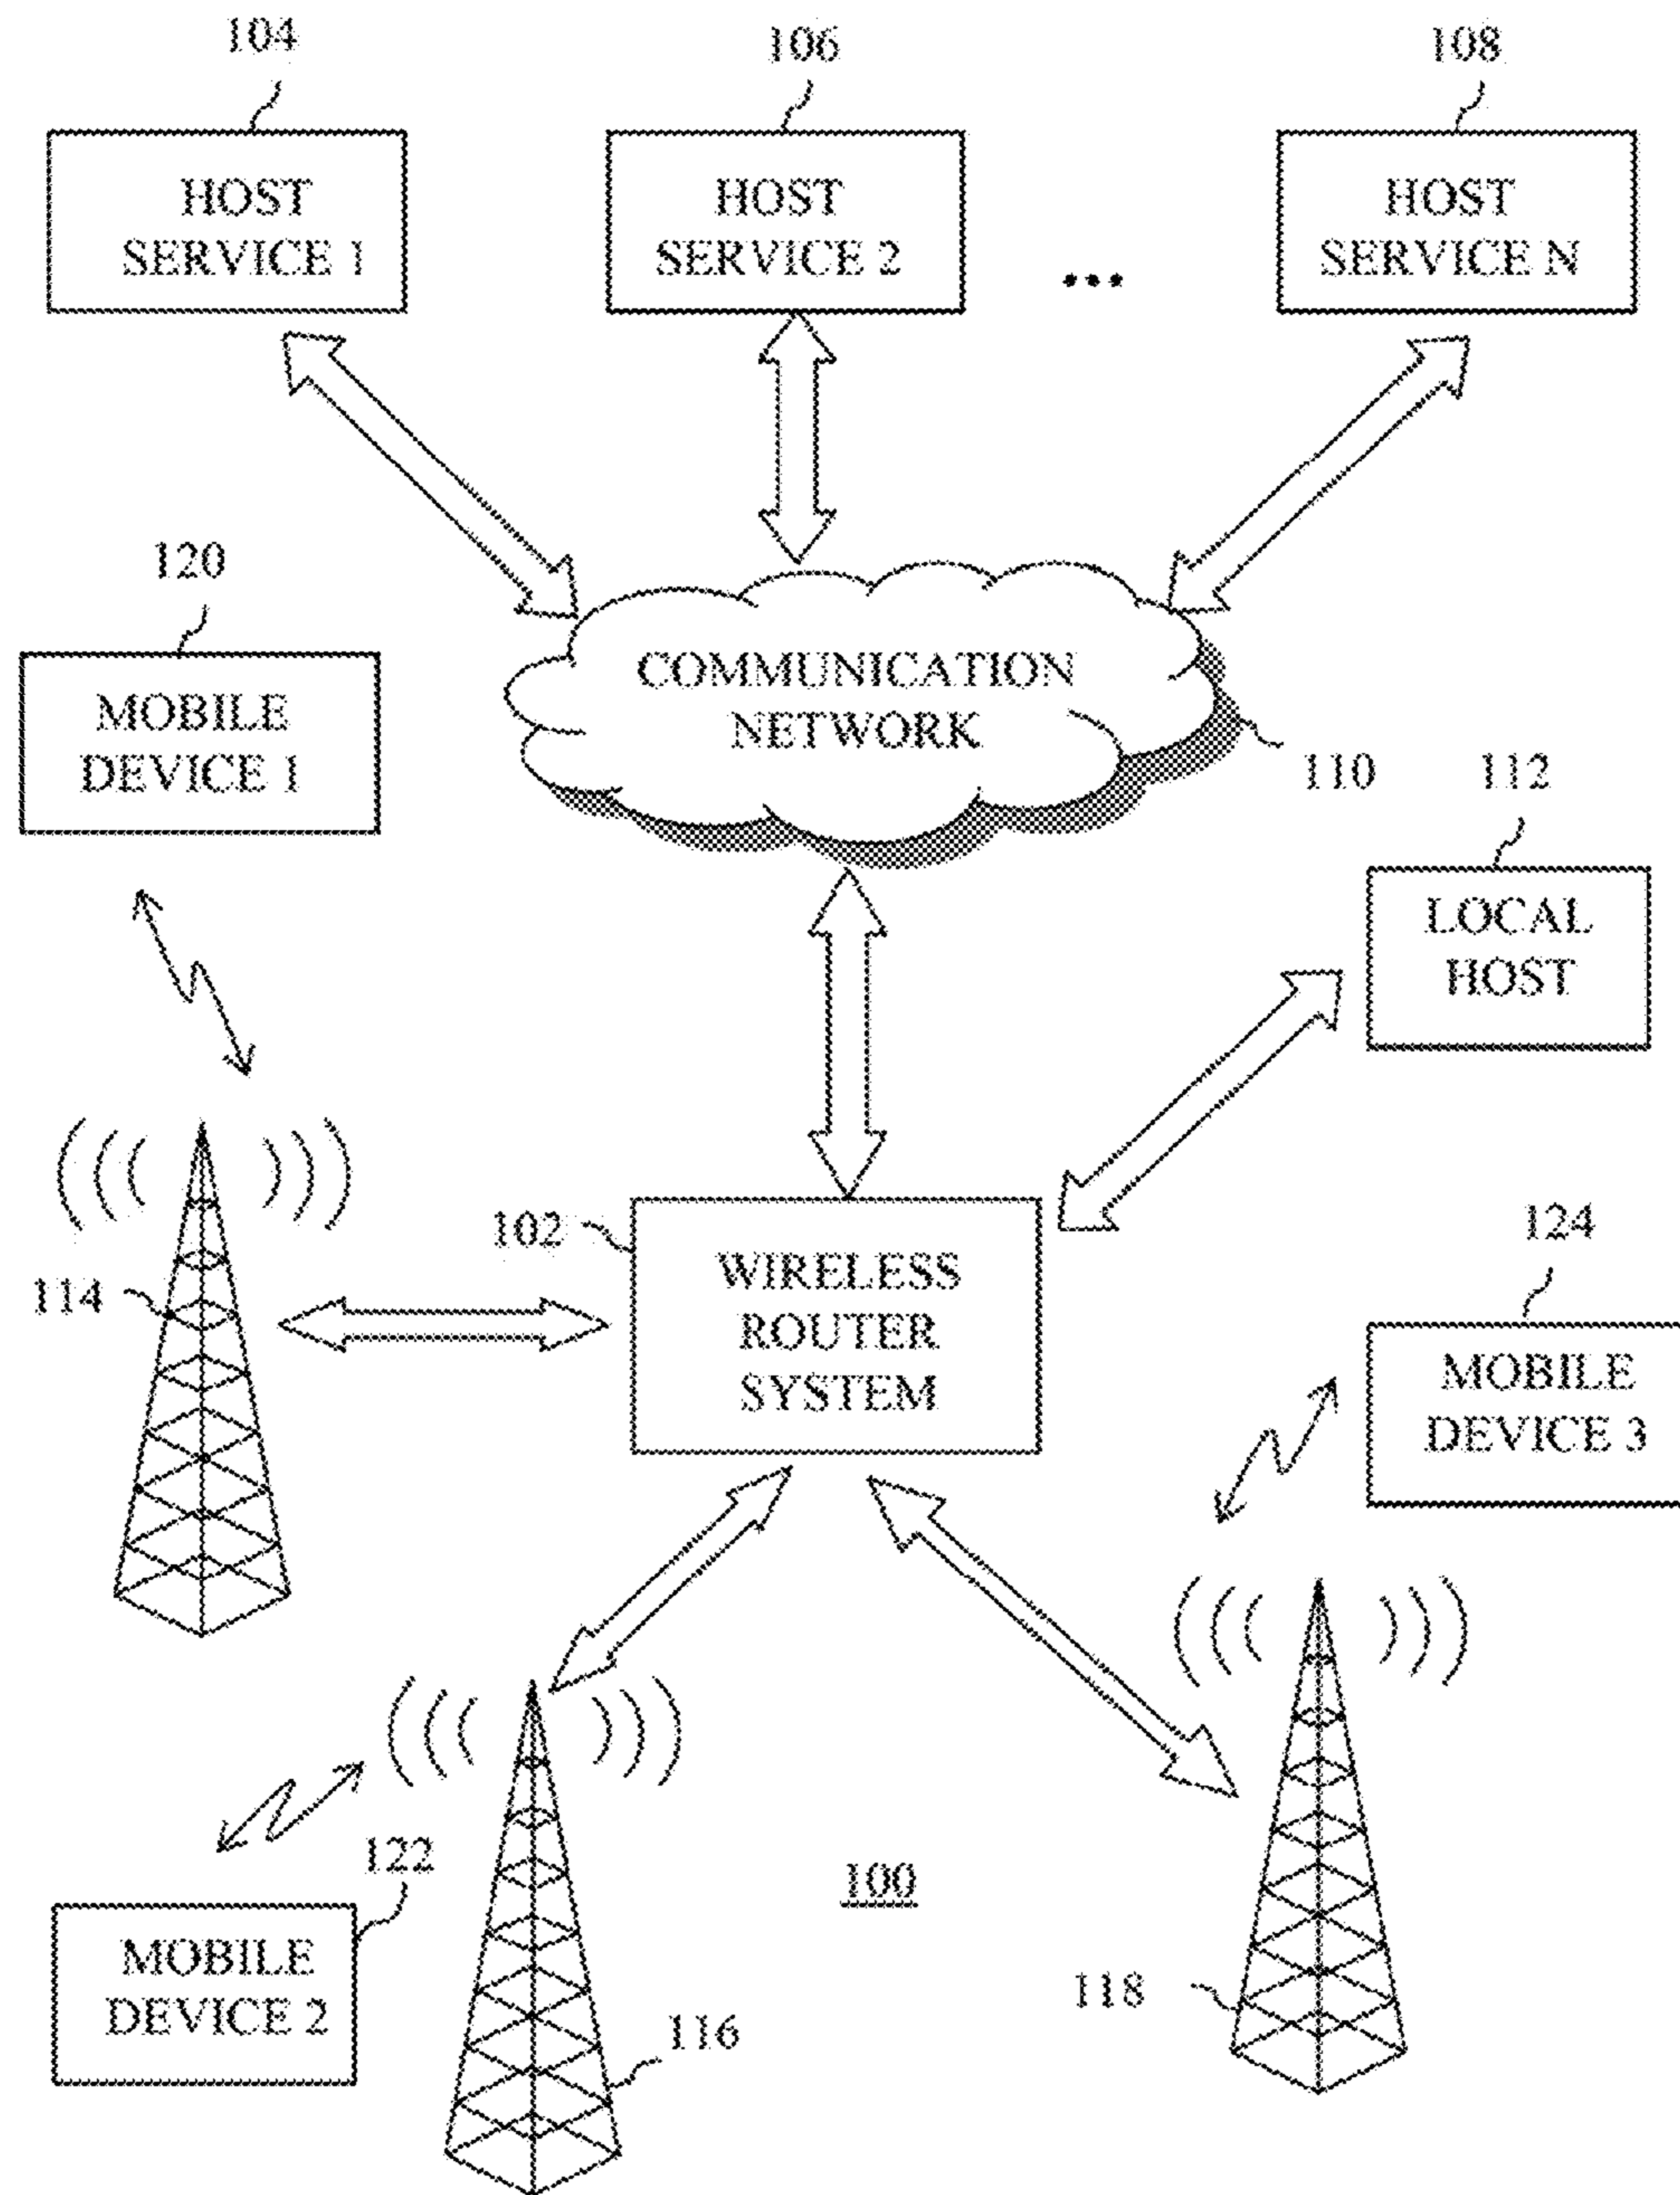 104
106
108
HOST
SERVICE 1
HOST
SERVICE 2
...
HOST
SERVICE N
120
MOBILE
DEVICE 1
COMMUNICATION
NETWORK
110
112
LOCAL
HOST
102
WIRELESS
ROUTER
SYSTEM
114
124
MOBILE
DEVICE 3
122
MOBILE
DEVICE 2
100
116
118